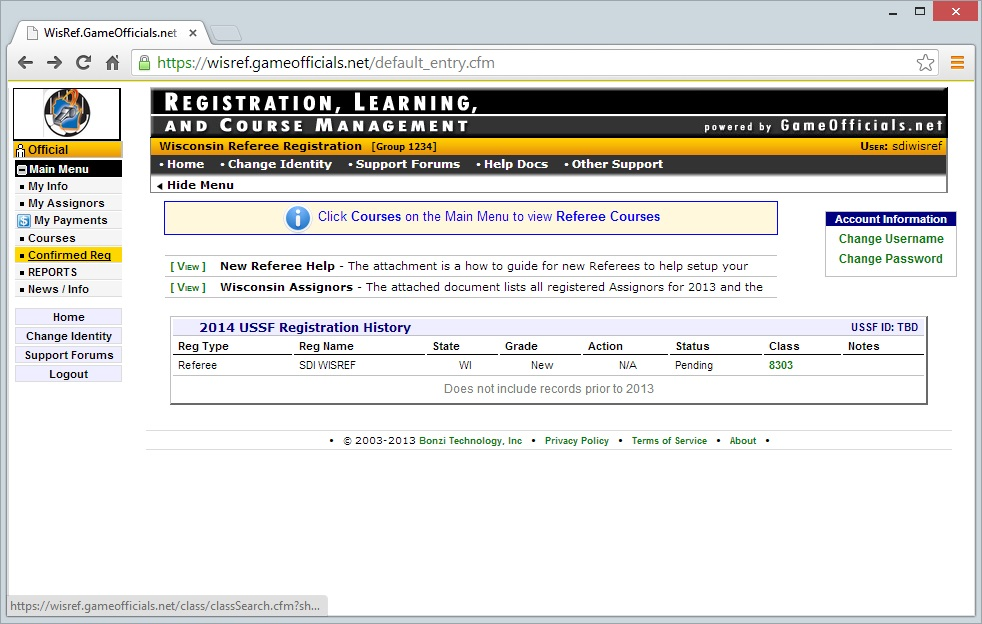 WisRef.GameOfficials.net
https://wisref.gameofficials.net/default_entry.cfm
REGISTRATION, LEARNING,
AND COURSE MANAGEMENT
powered by GameOfficials.net
Wisconsin Referee Registration [Group 1234] USER: sdiwisref
• Home • Change Identity • Support Forums • Help Docs • Other Support
Hide Menu
Official
Main Menu
My Info
My Assignors
My Payments
Courses
Confirmed Reg
REPORTS
News / Info
Home
Change Identity
Support Forums
Logout
Click Courses on the Main Menu to view Referee Courses
Account Information
Change Username
Change Password
[ VIEW ] New Referee Help - The attachment is a how to guide for new Referees to help setup your
[ VIEW ] Wisconsin Assignors - The attached document lists all registered Assignors for 2013 and the
2014 USSF Registration History USSF ID: TBD
Reg Type Reg Name State Grade Action Status Class Notes
Referee SDI WISREF WI New N/A Pending 8303
Does not include records prior to 2013
• © 2003-2013 Bonzi Technology, Inc • Privacy Policy • Terms of Service • About •
https://wisref.gameofficials.net/class/classSearch.cfm?sh...